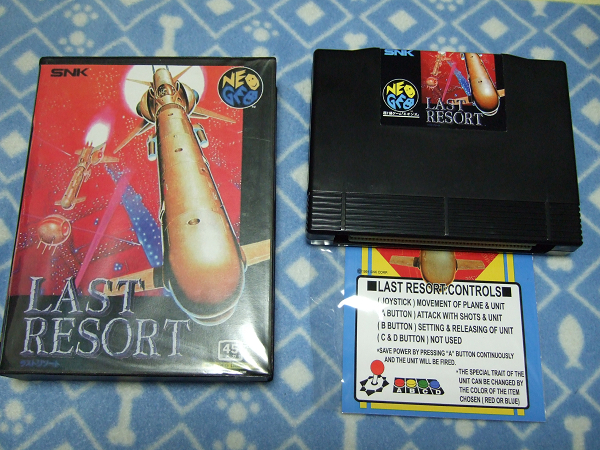 SNK
NEO
GEO
LAST
RESORT
45
SNK
NEO
GEO
LAST
RESORT
■LAST RESORT:CONTROLS■
(JOYSTICK) MOVEMENT OF PLANE & UNIT
(A BUTTON) ATTACK WITH SHOTS & UNIT
(B BUTTON) SETTING & RELEASING OF UNIT
(C & D BUTTON) NOT USED
*SAVE POWER BY PRESSING "A" BUTTON CONTINUOUSLY
AND THE UNIT WILL BE FIRED.
*THE SPECIAL TRAIT OF THE
UNIT CAN BE CHANGED BY
THE COLOR OF THE ITEM
CHOSEN (RED OR BLUE)
A B C D